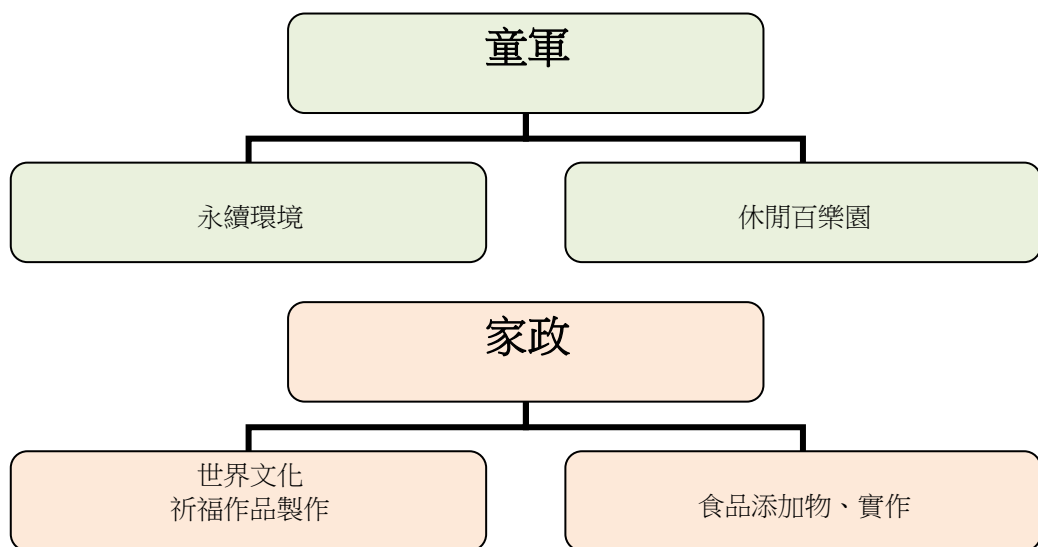 童軍
永續環境
休閒百樂園
家政
世界文化
祈福作品製作
食品添加物、實作